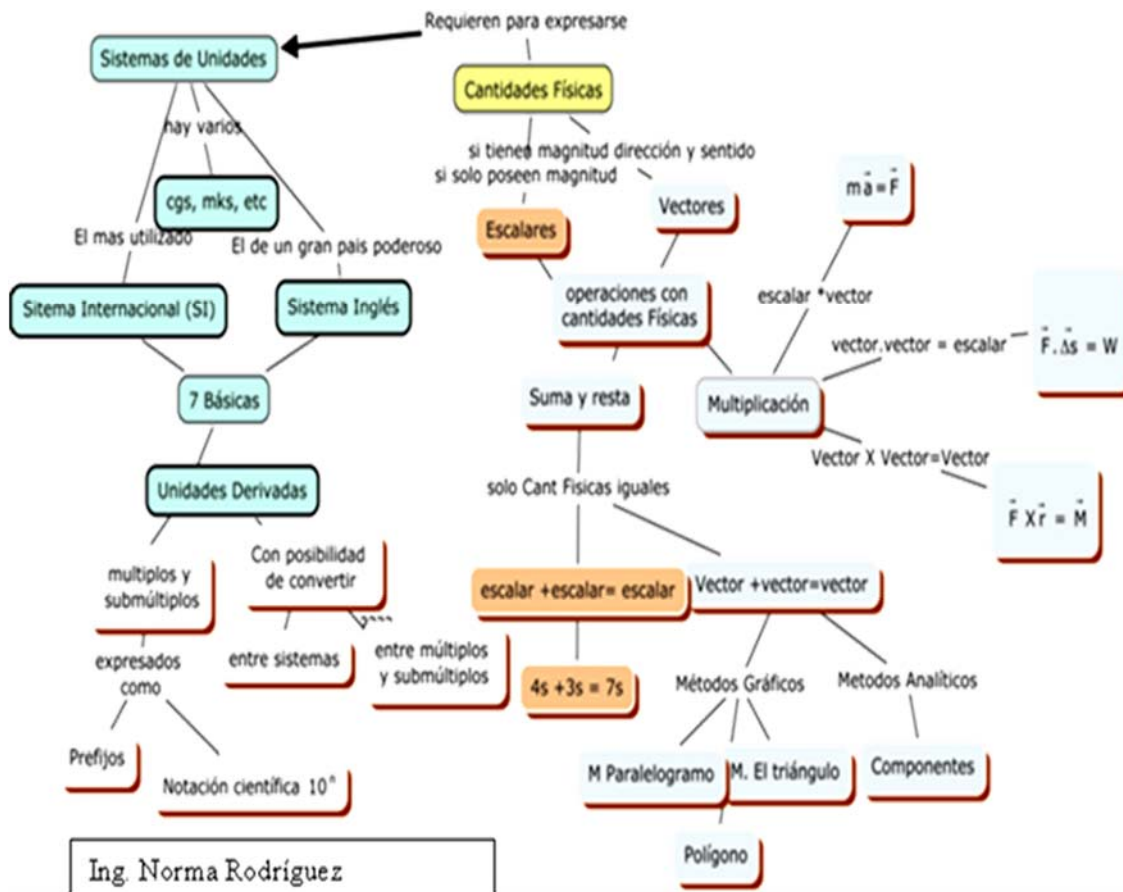 Requieren para expresarse
Sistemas de Unidades
Cantidades Físicas
hay varios
si tienen magnitud dirección y sentido
si solo poseen magnitud
cgs, mks, etc
Escalares
Vectores
m a = F
El mas utilizado
El de un gran pais poderoso
Sitema Internacional (SI)
Sistema Inglés
operaciones con
cantidades Físicas
escalar *vector
vector.vector = escalar
F . Δs = W
7 Básicas
Suma y resta
Multiplicación
Vector X Vector=Vector
F X r = M
Unidades Derivadas
solo Cant Fisicas iguales
multiplos y
submúltiplos
Con posibilidad
de convertir
escalar +escalar= escalar
Vector +vector=vector
expresados
como
entre sistemas
entre múltiplos
y submúltiplos
4s +3s = 7s
Métodos Gráficos
Metodos Analíticos
Prefijos
Notación científica 10ⁿ
M Paralelogramo
M. El triángulo
Componentes
Polígono
Ing. Norma Rodríguez